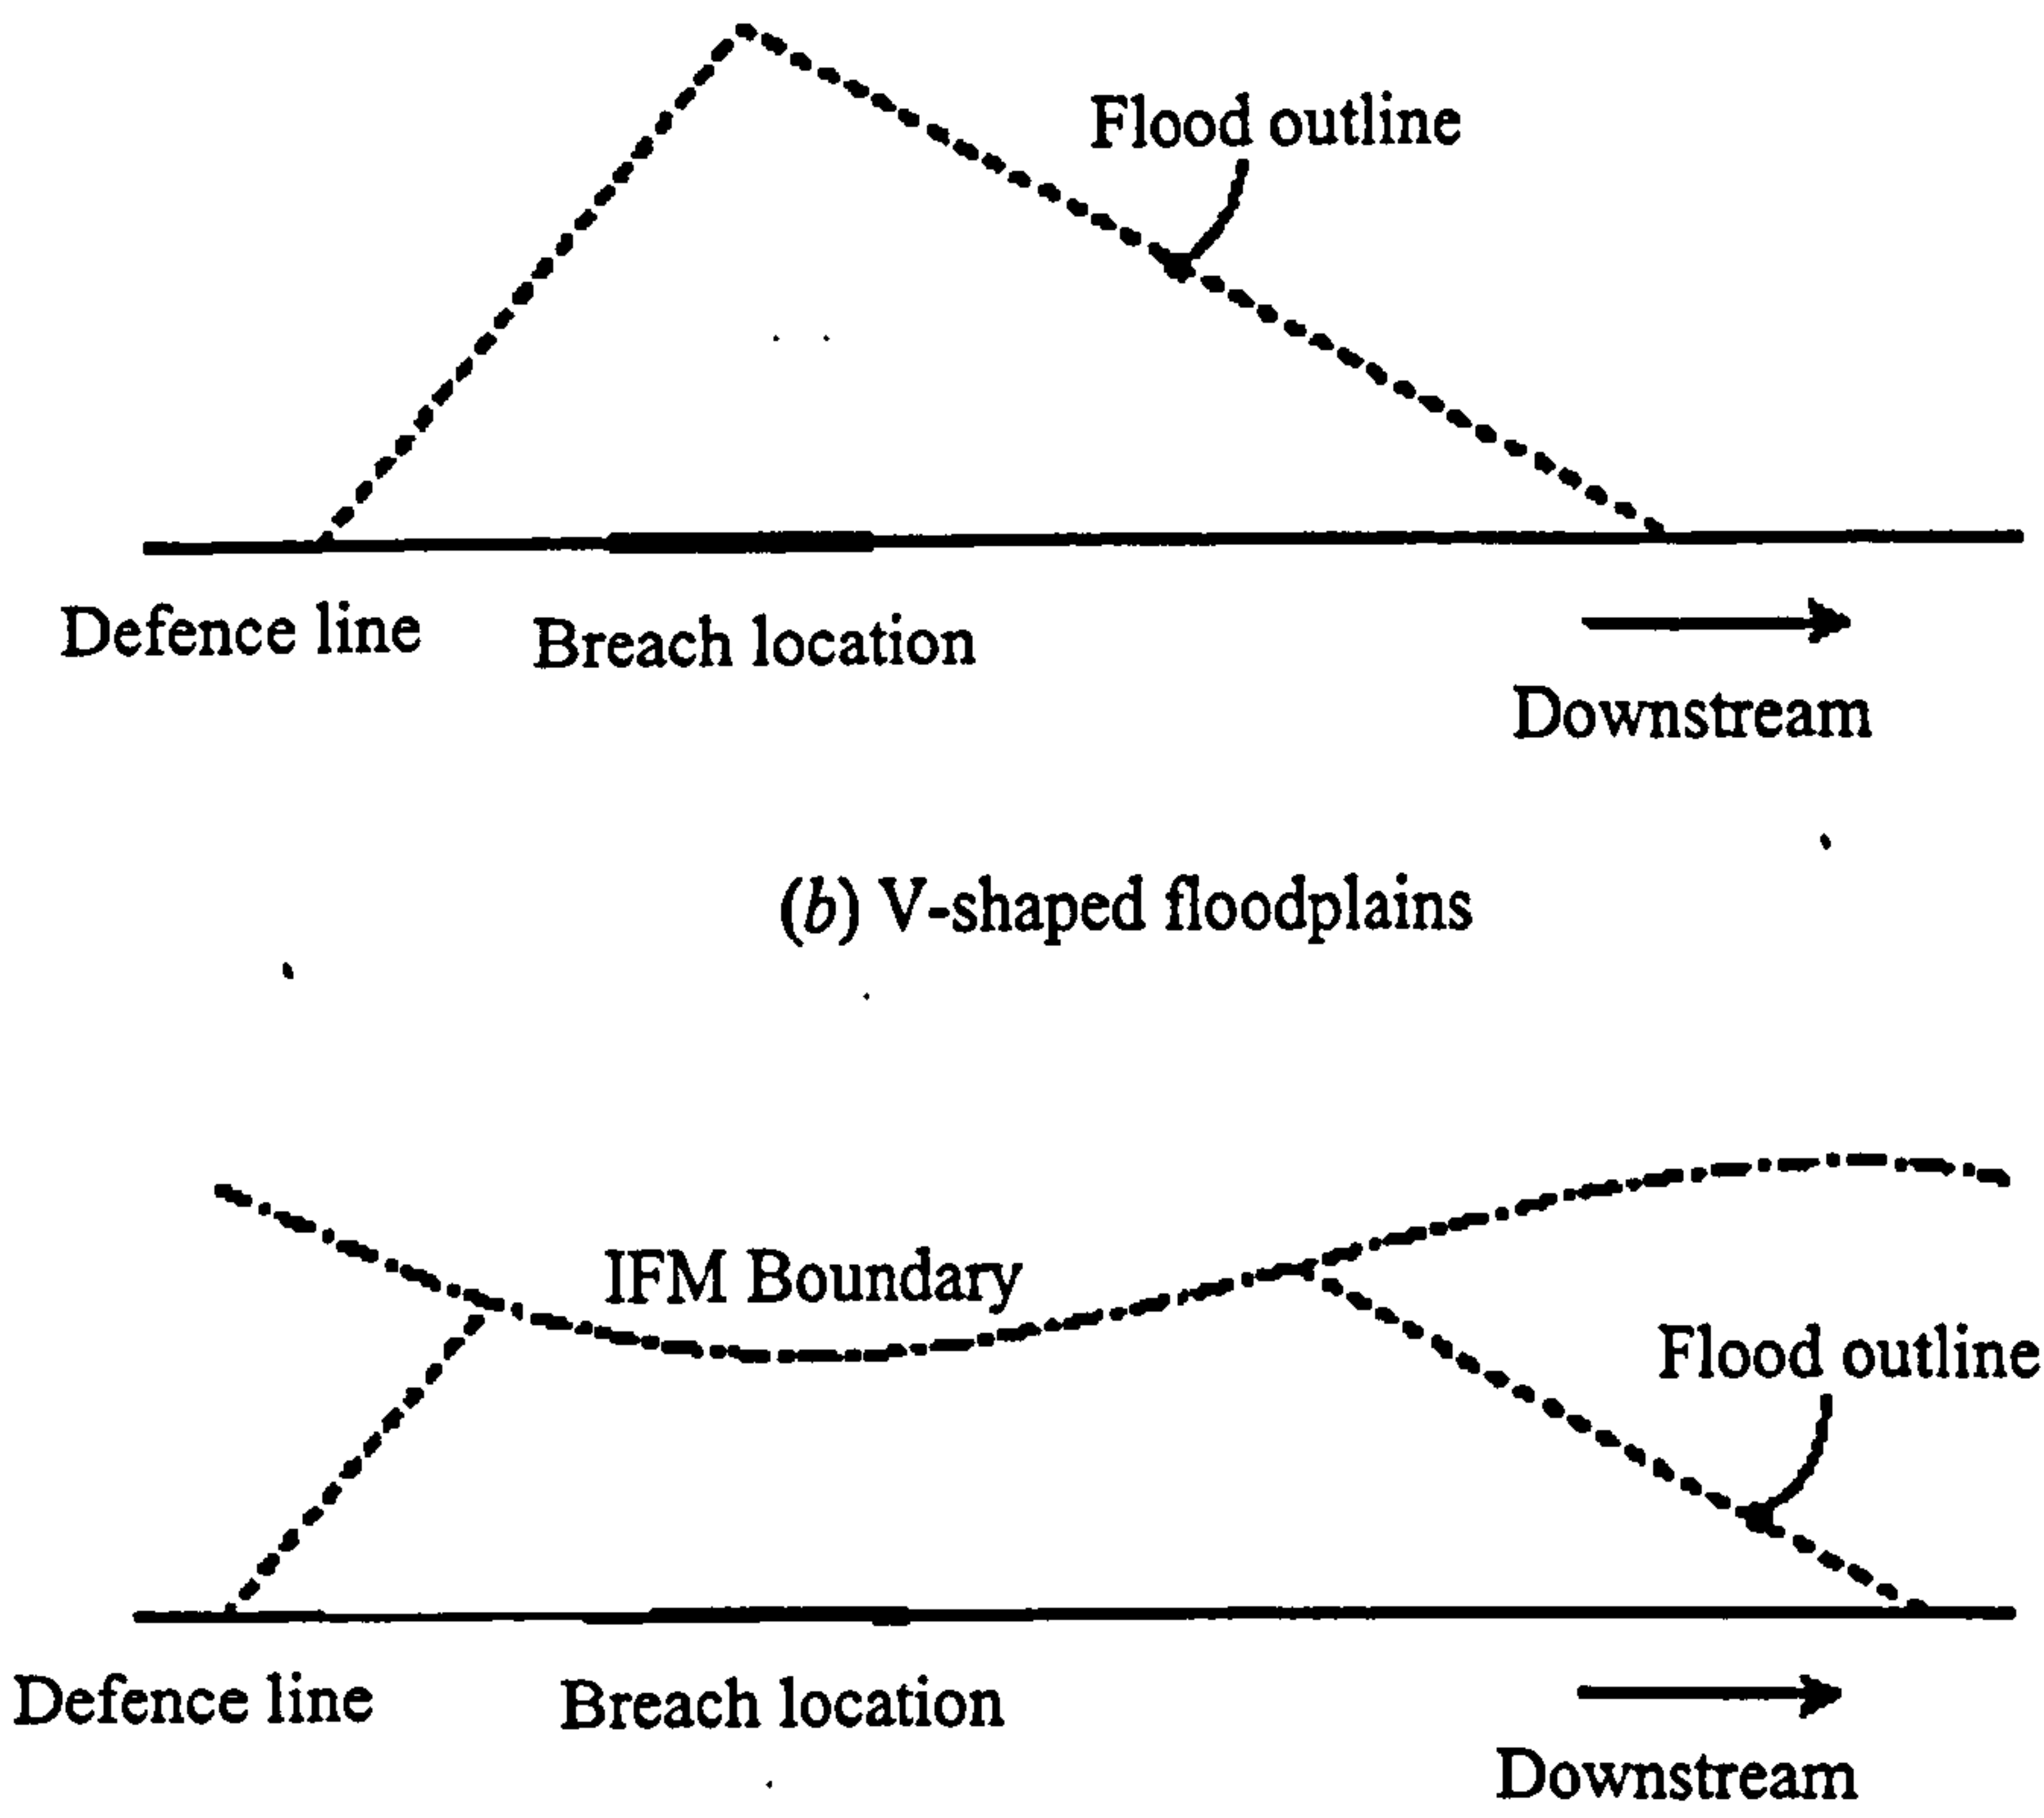 Flood outline
Defence line
Breach location
Downstream
(b) V-shaped floodplains
IFM Boundary
Flood outline
Defence line
Breach location
Downstream